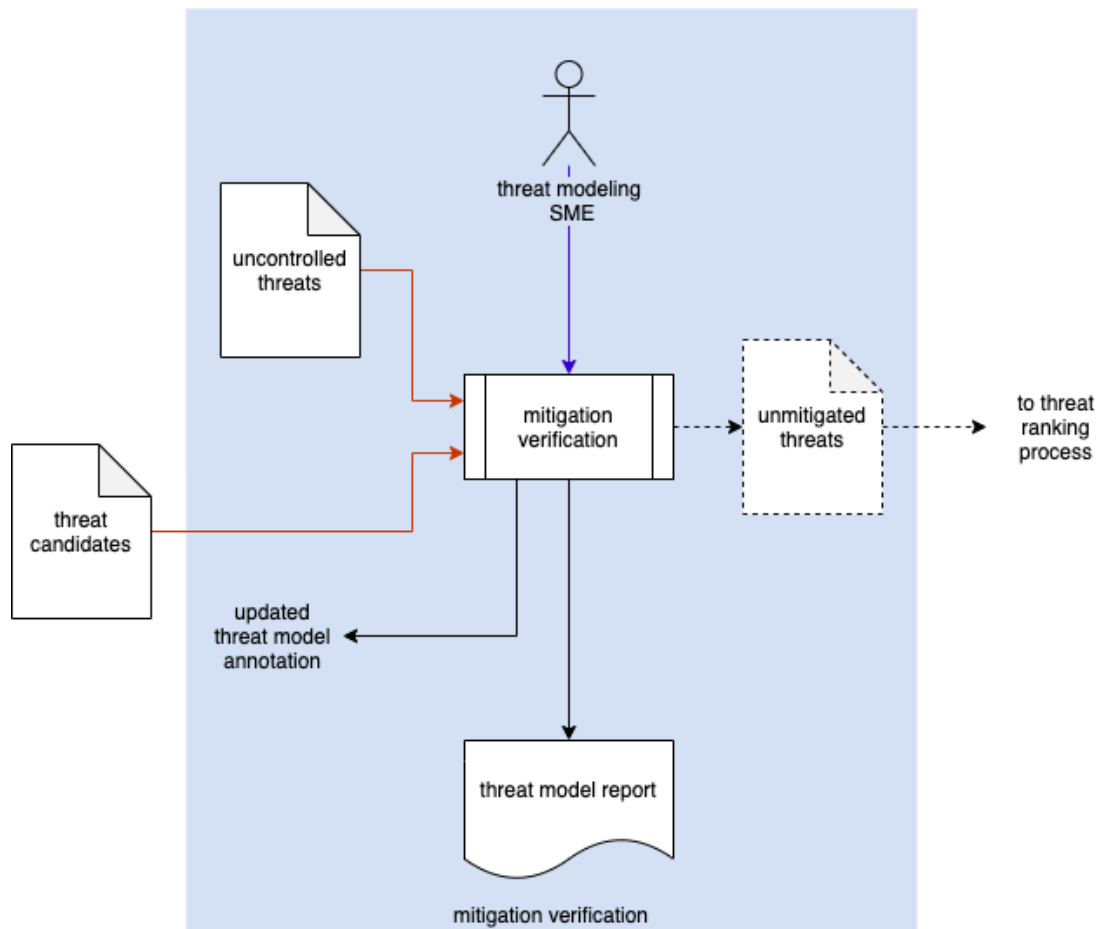 threat modeling
SME
uncontrolled
threats
mitigation
verification
unmitigated
threats
to threat
ranking
process
threat
candidates
updated
threat model
annotation
threat model report
mitigation verification